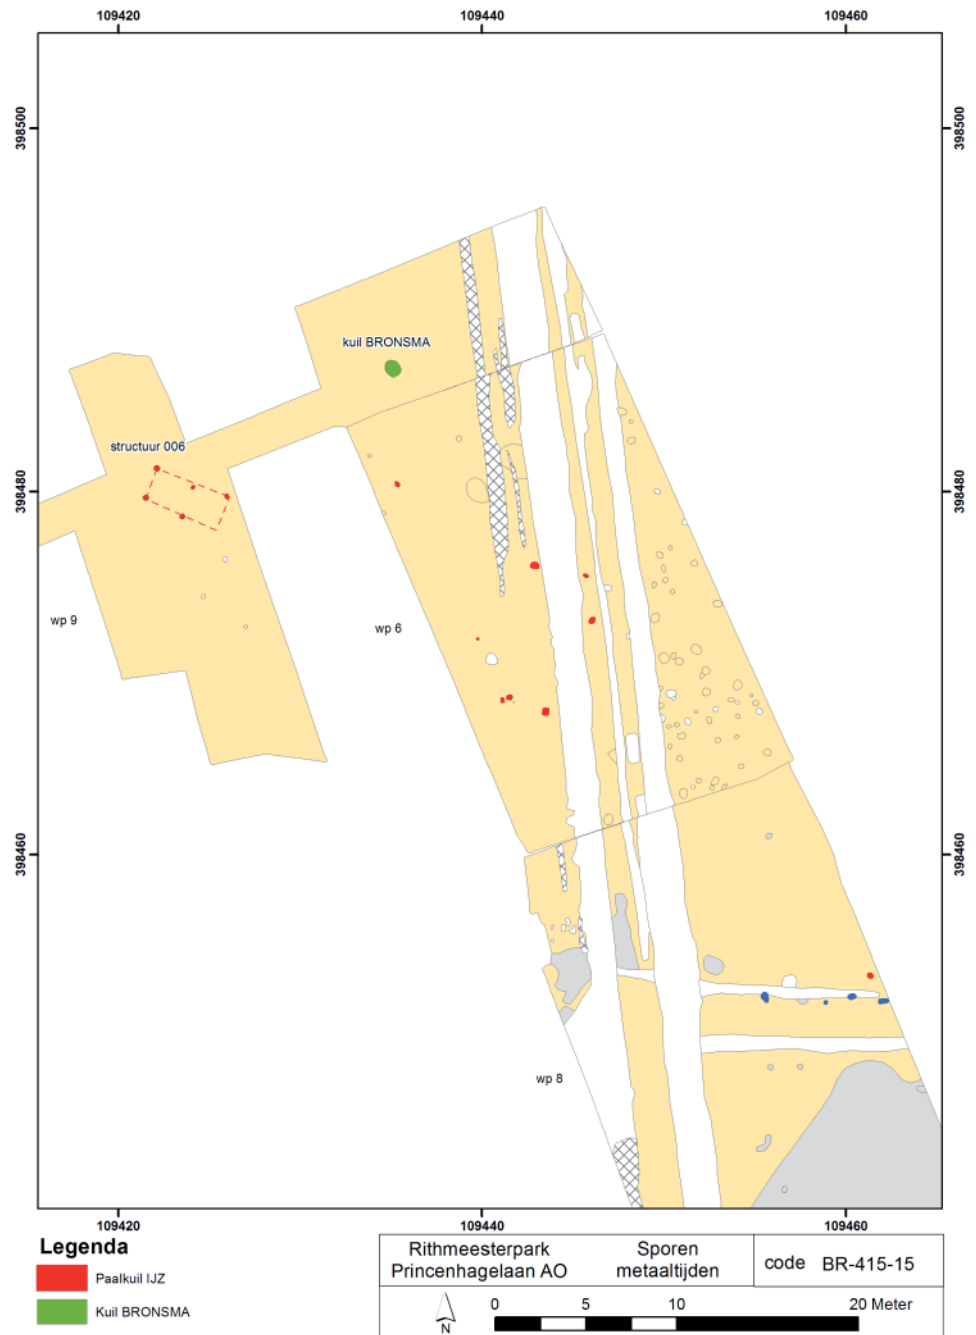 109420 109440 109460
398500 398500
kuil BRONSMA
structuur 006
398480 398480
wp 9
wp 6
398460 398460
wp 8
109420 109440 109460
Legenda
Paalkuil IJZ
Kuil BRONSMA
Rithmeesterpark
Princenhagelaan AO
Sporen
metaaltijden
code BR-415-15
N
0 5 10 20 Meter